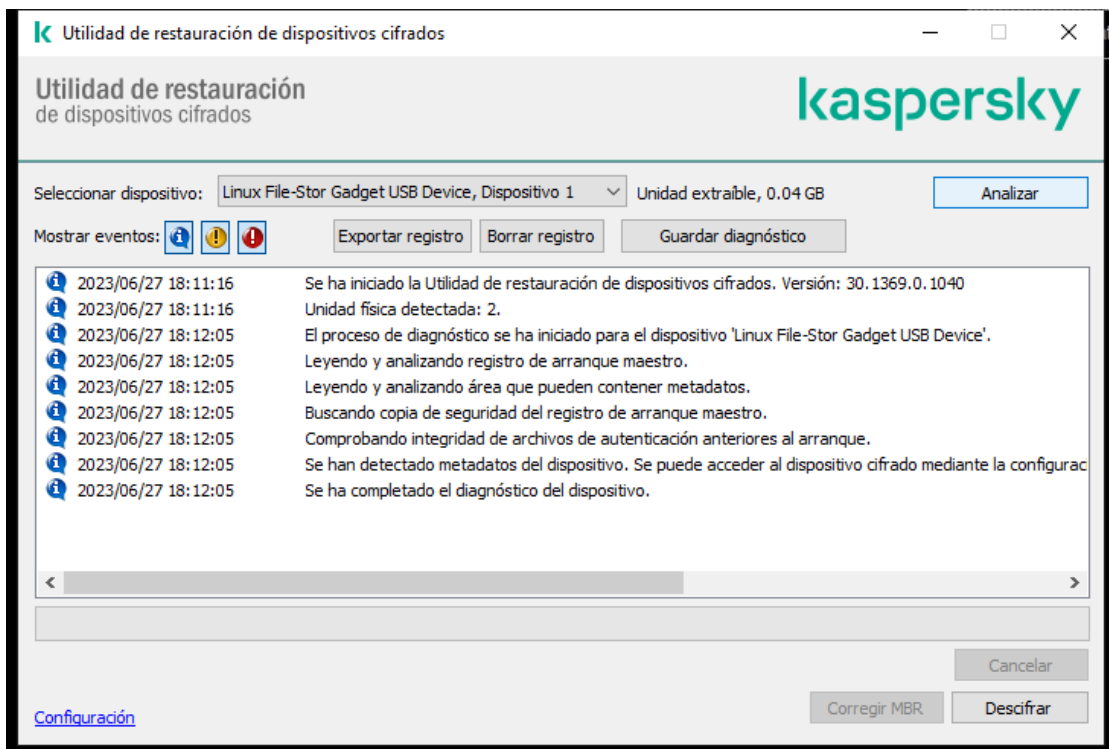 Utilidad de restauración de dispositivos cifrados
Utilidad de restauración
de dispositivos cifrados
kaspersky
Seleccionar dispositivo: Linux File-Stor Gadget USB Device, Dispositivo 1 Unidad extraíble, 0.04 GB Analizar
Mostrar eventos: Exportar registro Borrar registro Guardar diagnóstico
2023/06/27 18:11:16 Se ha iniciado la Utilidad de restauración de dispositivos cifrados. Versión: 30.1369.0.1040
2023/06/27 18:11:16 Unidad física detectada: 2.
2023/06/27 18:12:05 El proceso de diagnóstico se ha iniciado para el dispositivo 'Linux File-Stor Gadget USB Device'.
2023/06/27 18:12:05 Leyendo y analizando registro de arranque maestro.
2023/06/27 18:12:05 Leyendo y analizando área que pueden contener metadatos.
2023/06/27 18:12:05 Buscando copia de seguridad del registro de arranque maestro.
2023/06/27 18:12:05 Comprobando integridad de archivos de autenticación anteriores al arranque.
2023/06/27 18:12:05 Se han detectado metadatos del dispositivo. Se puede acceder al dispositivo cifrado mediante la configurac
2023/06/27 18:12:05 Se ha completado el diagnóstico del dispositivo.
Cancelar
Configuración Corregir MBR Descifrar